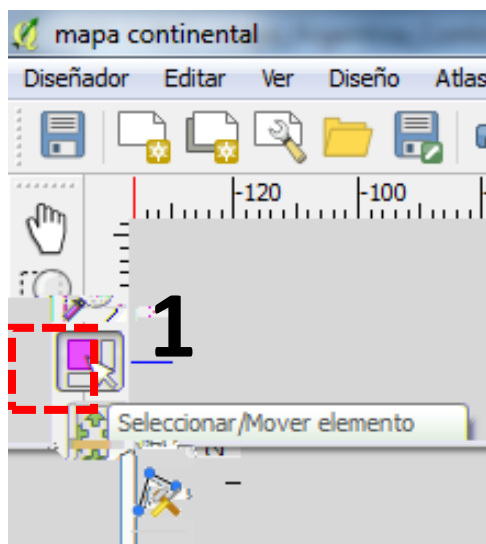 mapa continental
Diseñador Editar Ver Diseño Atlas
-120 -100
1
Seleccionar/Mover elemento